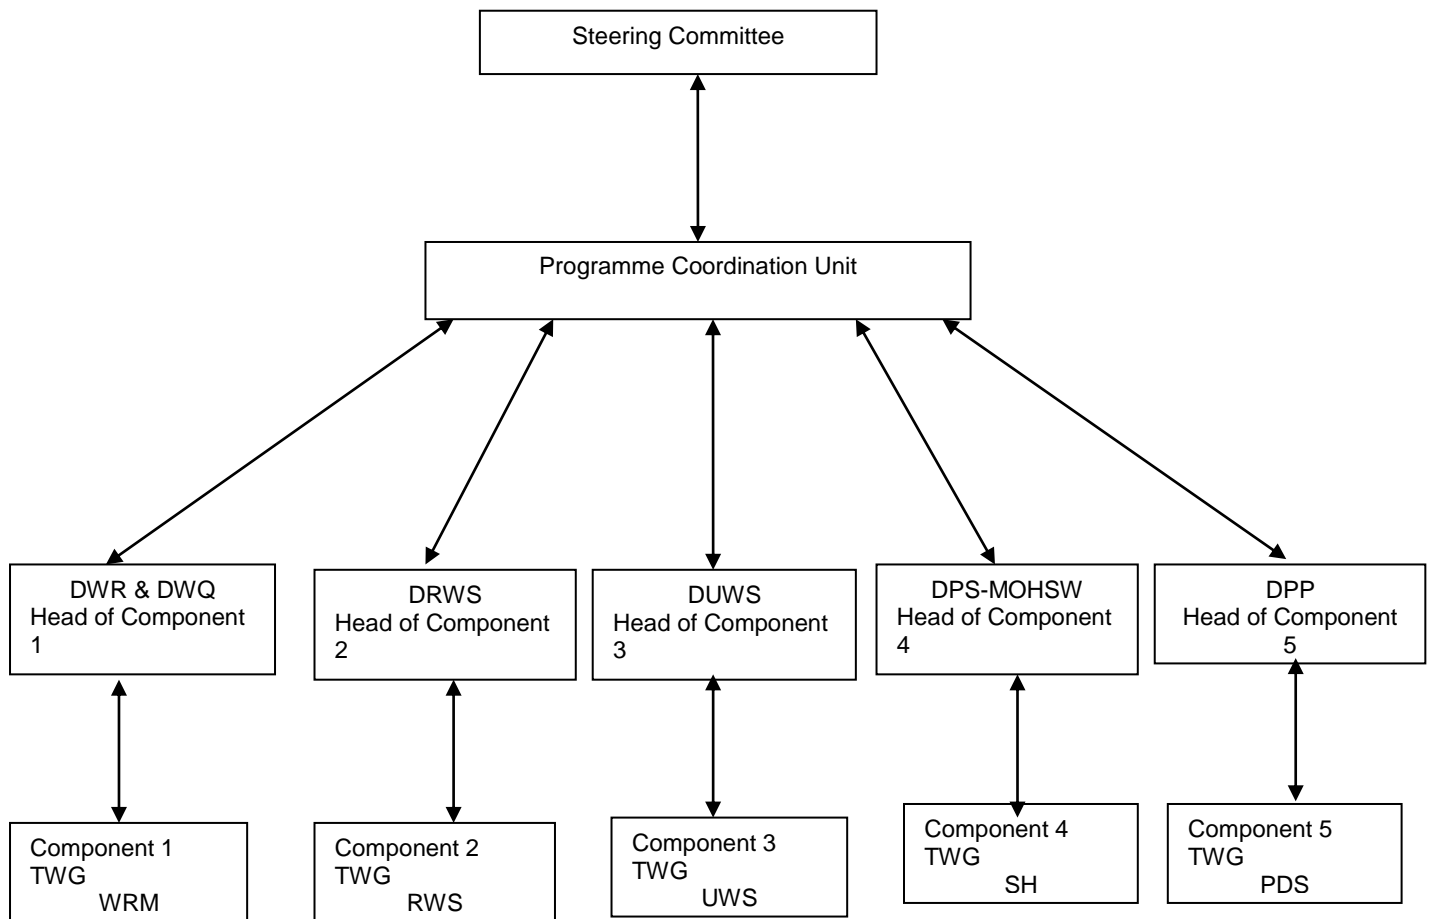 Steering Committee
Programme Coordination Unit
DWR & DWQ
Head of Component
1
DRWS
Head of Component
2
DUWS
Head of Component
3
DPS-MOHSW
Head of Component
4
DPP
Head of Component
5
Component 1
TWG
WRM
Component 2
TWG
RWS
Component 3
TWG
UWS
Component 4
TWG
SH
Component 5
TWG
PDS